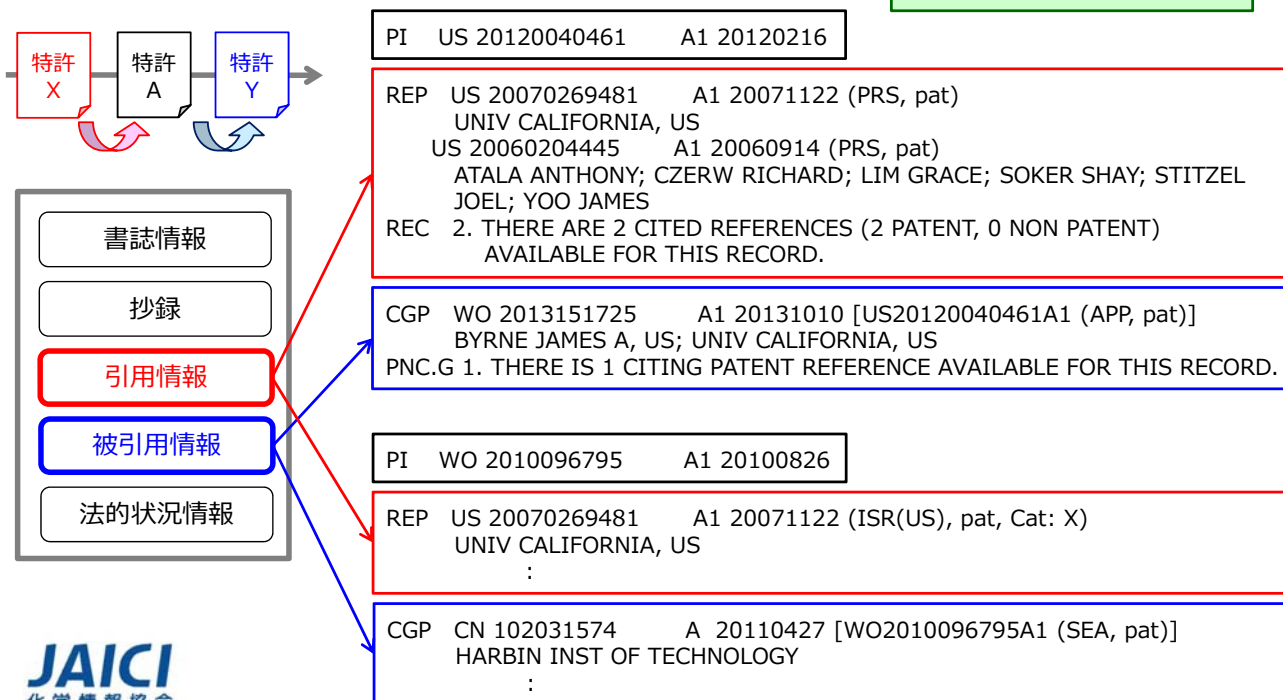 特許
X
特許
A
特許
Y
書誌情報
抄録
引用情報
被引用情報
法的状況情報
PI US 20120040461 A1 20120216
REP US 20070269481 A1 20071122 (PRS, pat)
UNIV CALIFORNIA, US
US 20060204445 A1 20060914 (PRS, pat)
ATALA ANTHONY; CZERW RICHARD; LIM GRACE; SOKER SHAY; STITZEL
JOEL; YOO JAMES
REC 2. THERE ARE 2 CITED REFERENCES (2 PATENT, 0 NON PATENT)
AVAILABLE FOR THIS RECORD.
CGP WO 2013151725 A1 20131010 [US20120040461A1 (APP, pat)]
BYRNE JAMES A, US; UNIV CALIFORNIA, US
PNC.G 1. THERE IS 1 CITING PATENT REFERENCE AVAILABLE FOR THIS RECORD.
PI WO 2010096795 A1 20100826
REP US 20070269481 A1 20071122 (ISR(US), pat, Cat: X)
UNIV CALIFORNIA, US
:
CGP CN 102031574 A 20110427 [WO2010096795A1 (SEA, pat)]
HARBIN INST OF TECHNOLOGY
:
JAICI
化学情報協会